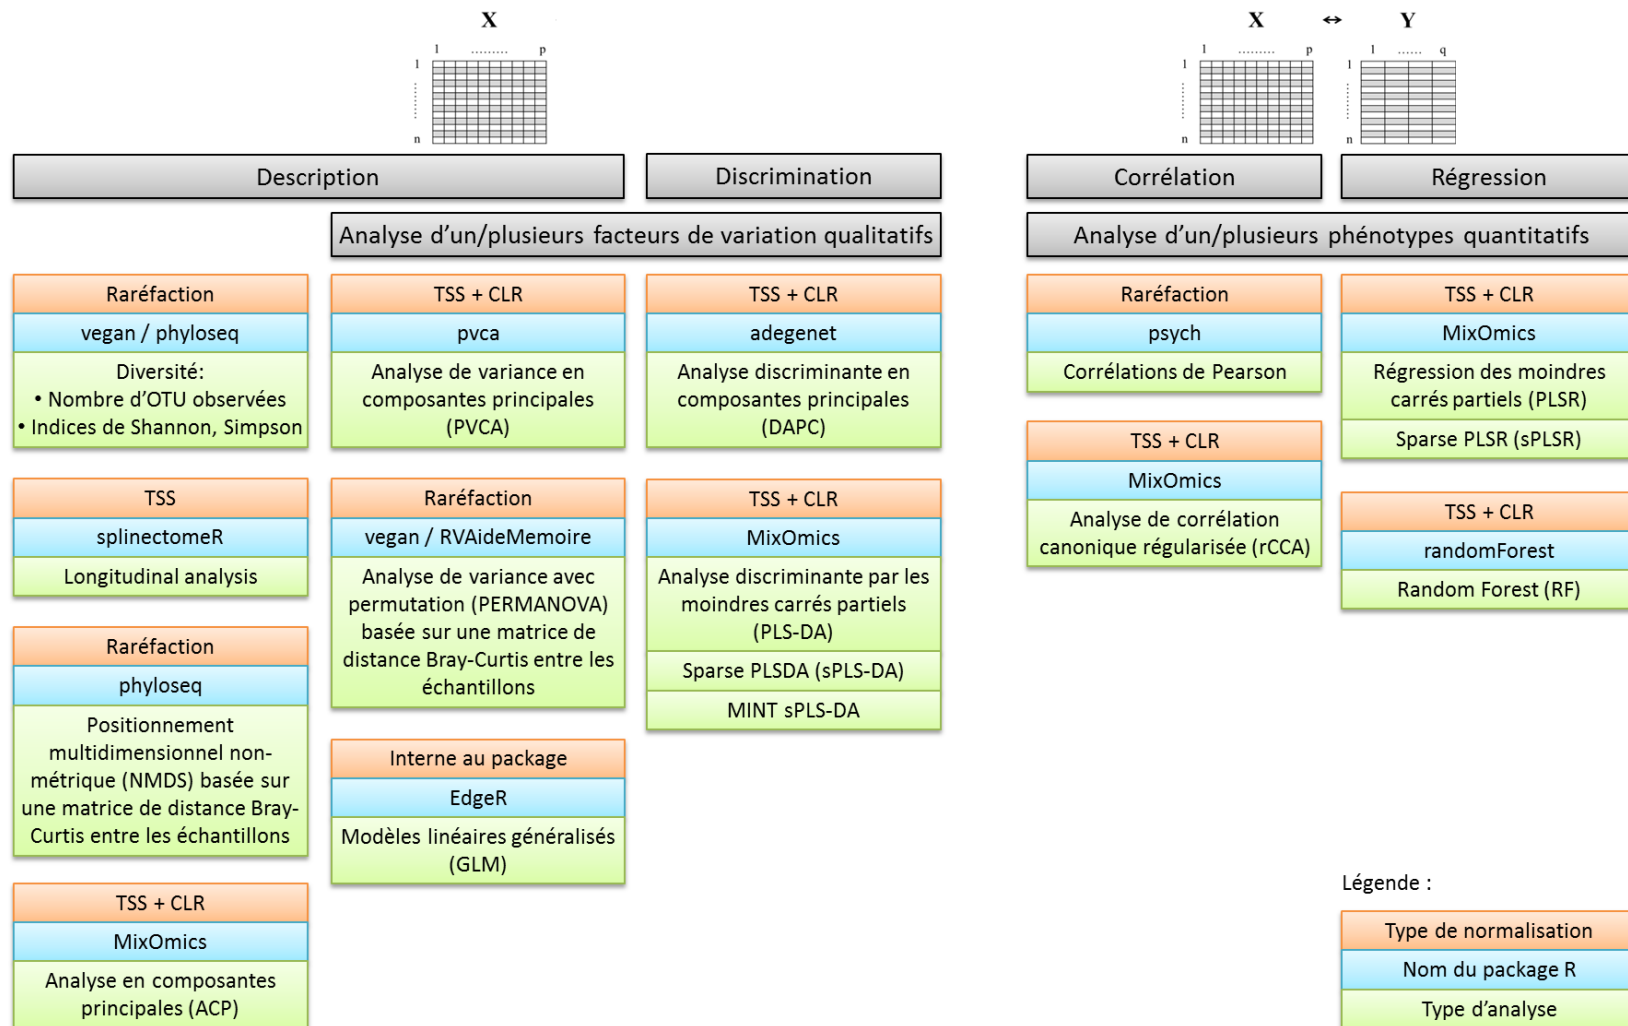 X
1 ......... p
1
n
X ↔ Y
1 ......... p
1
n
1 ...... q
1
n
Description
Discrimination
Analyse d'un/plusieurs facteurs de variation qualitatifs
Corrélation
Régression
Analyse d'un/plusieurs phénotypes quantitatifs
Raréfaction
vegan / phyloseq
Diversité:
• Nombre d'OTU observées
• Indices de Shannon, Simpson
TSS
splinectomeR
Longitudinal analysis
Raréfaction
phyloseq
Positionnement
multidimensionnel non-
métrique (NMDS) basée sur
une matrice de distance Bray-
Curtis entre les échantillons
TSS + CLR
MixOmics
Analyse en composantes
principales (ACP)
TSS + CLR
pvca
Analyse de variance en
composantes principales
(PVCA)
Raréfaction
vegan / RVAideMemoire
Analyse de variance avec
permutation (PERMANOVA)
basée sur une matrice de
distance Bray-Curtis entre les
échantillons
Interne au package
EdgeR
Modèles linéaires généralisés
(GLM)
TSS + CLR
adegenet
Analyse discriminante en
composantes principales
(DAPC)
TSS + CLR
MixOmics
Analyse discriminante par les
moindres carrés partiels
(PLS-DA)
Sparse PLSDA (sPLS-DA)
MINT sPLS-DA
Raréfaction
psych
Corrélations de Pearson
TSS + CLR
MixOmics
Analyse de corrélation
canonique régularisée (rCCA)
TSS + CLR
MixOmics
Régression des moindres
carrés partiels (PLSR)
Sparse PLSR (sPLSR)
TSS + CLR
randomForest
Random Forest (RF)
Légende :
Type de normalisation
Nom du package R
Type d'analyse